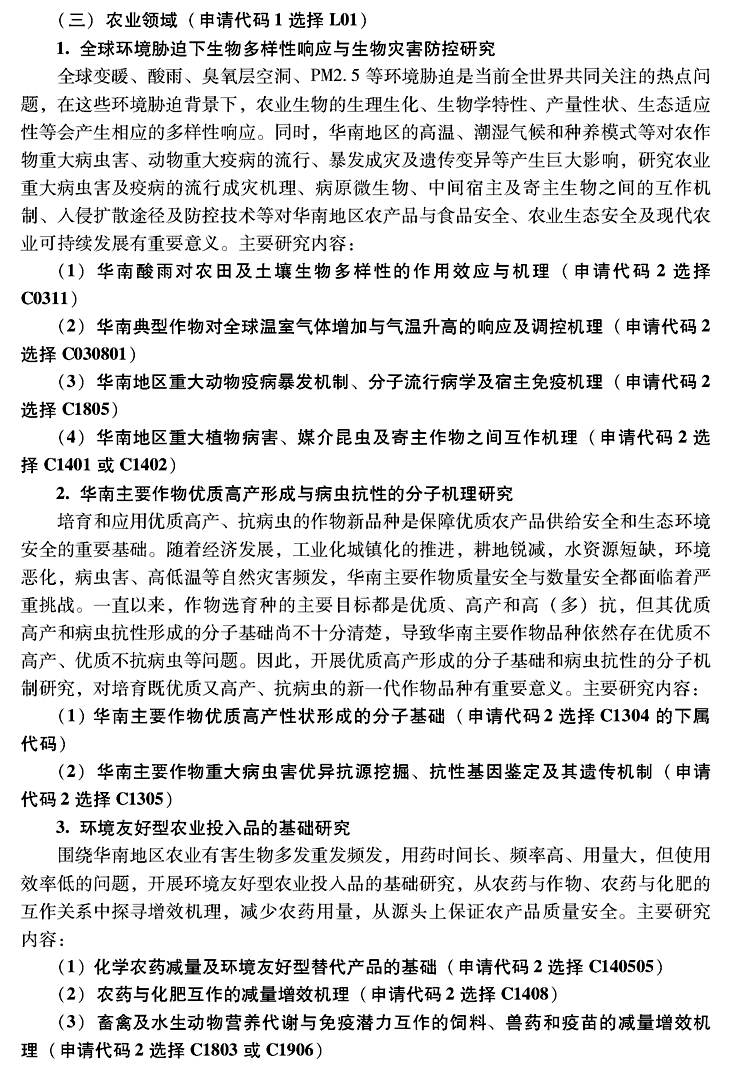 （三）农业领域（申请代码 1 选择 L01）
1. 全球环境胁迫下生物多样性响应与生物灾害防控研究
全球变暖、酸雨、臭氧层空洞、PM2. 5 等环境胁迫是当前全世界共同关注的热点问
题，在这些环境胁迫背景下，农业生物的生理生化、生物学特性、产量性状、生态适应
性等会产生相应的多样性响应。同时，华南地区的高温、潮湿气候和种养模式等对农作
物重大病虫害、动物重大疫病的流行、暴发成灾及遗传变异等产生巨大影响，研究农业
重大病虫害及疫病的流行成灾机理、病原微生物、中间宿主及寄主生物之间的互作机
制、入侵扩散途径及防控技术等对华南地区农产品与食品安全、农业生态安全及现代农
业可持续发展有重要意义。主要研究内容：
（1）华南酸雨对农田及土壤生物多样性的作用效应与机理（申请代码 2 选择
C0311）
（2）华南典型作物对全球温室气体增加与气温升高的响应及调控机理（申请代码 2
选择 C030801）
（3）华南地区重大动物疫病暴发机制、分子流行病学及宿主免疫机理（申请代码 2
选择 C1805）
（4）华南地区重大植物病害、媒介昆虫及寄主作物之间互作机理（申请代码 2 选
择 C1401 或 C1402）
2. 华南主要作物优质高产形成与病虫抗性的分子机理研究
培育和应用优质高产、抗病虫的作物新品种是保障优质农产品供给安全和生态环境
安全的重要基础。随着经济发展，工业化城镇化的推进，耕地锐减，水资源短缺，环境
恶化，病虫害、高低温等自然灾害频发，华南主要作物质量安全与数量安全都面临着严
重挑战。一直以来，作物选育种的主要目标都是优质、高产和高（多）抗，但其优质
高产和病虫抗性形成的分子基础尚不十分清楚，导致华南主要作物品种依然存在优质不
高产、优质不抗病虫等问题。因此，开展优质高产形成的分子基础和病虫抗性的分子机
制研究，对培育既优质又高产、抗病虫的新一代作物品种有重要意义。主要研究内容：
（1）华南主要作物优质高产性状形成的分子基础（申请代码 2 选择 C1304 的下属
代码）
（2）华南主要作物重大病虫害优异抗源挖掘、抗性基因鉴定及其遗传机制（申请
代码 2 选择 C1305）
3. 环境友好型农业投入品的基础研究
围绕华南地区农业有害生物多发重发频发，用药时间长、频率高、用量大，但使用
效率低的问题，开展环境友好型农业投入品的基础研究，从农药与作物、农药与化肥的
互作关系中探寻增效机理，减少农药用量，从源头上保证农产品质量安全。主要研究
内容：
（1）化学农药减量及环境友好型替代产品的基础（申请代码 2 选择 C140505）
（2）农药与化肥互作的减量增效机理（申请代码 2 选择 C1408）
（3）畜禽及水生动物营养代谢与免疫潜力互作的饲料、兽药和疫苗的减量增效机
理（申请代码 2 选择 C1803 或 C1906）